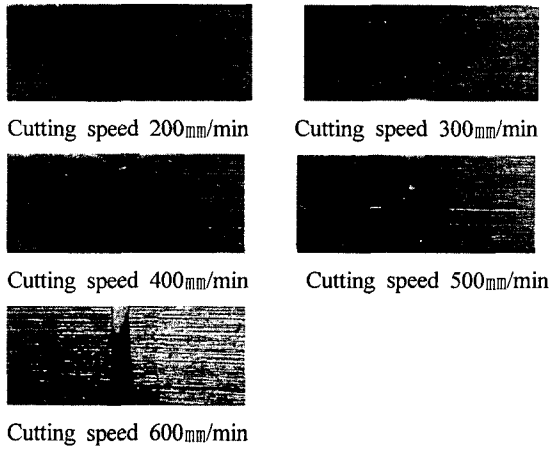 Cutting speed 200㎜/min
Cutting speed 300㎜/min
Cutting speed 400㎜/min
Cutting speed 500㎜/min
Cutting speed 600㎜/min